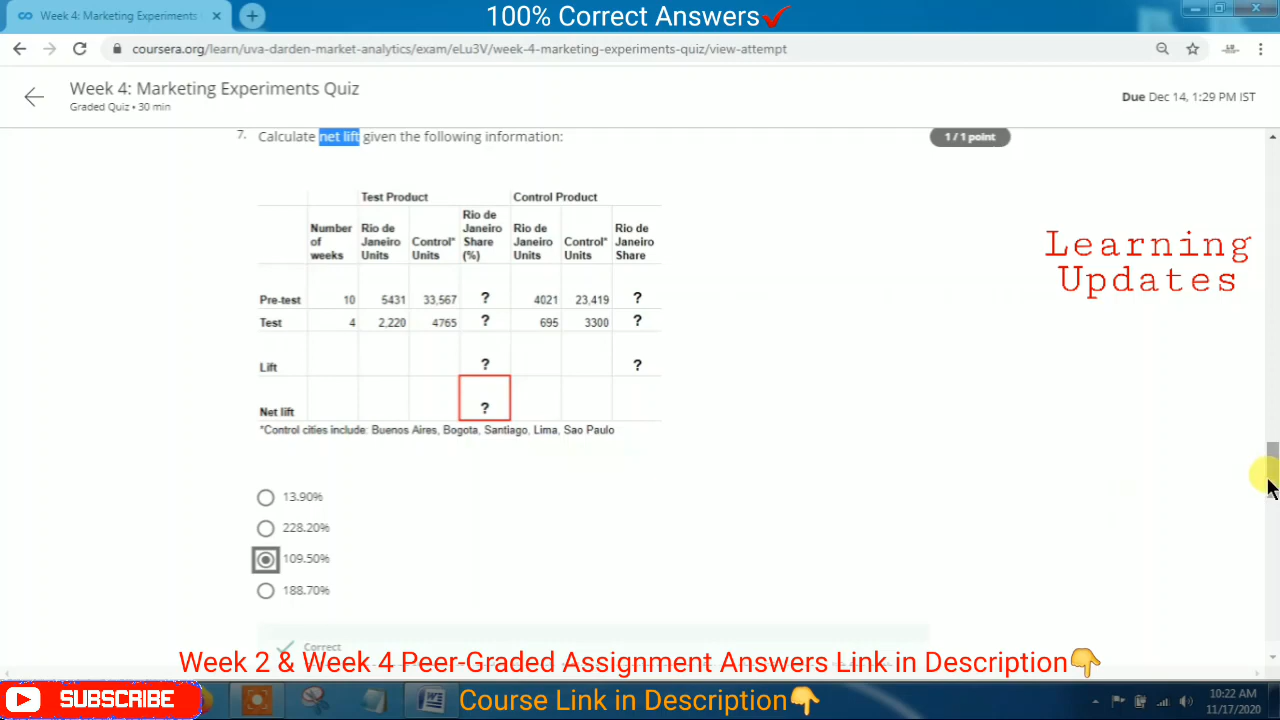 Week 4: Marketing Experiments
100% Correct Answers
coursera.org/learn/uva-darden-market-analytics/exam/eLu3V/week-4-marketing-experiments-quiz/view-attempt
Week 4: Marketing Experiments Quiz
Graded Quiz • 30 min
Due Dec 14, 1:29 PM IST
7. Calculate net lift given the following information:
1 / 1 point
Test Product Control Product
Number of weeks Rio de Janeiro Units Control* Units Rio de Janeiro Share (%) Rio de Janeiro Units Control* Units Rio de Janeiro Share
Pre-test 10 5431 33,567 ? 4021 23,419 ?
Test 4 2,220 4765 ? 695 3300 ?
Lift ? ?
Net lift ?
*Control cities include: Buenos Aires, Bogota, Santiago, Lima, Sao Paulo
Learning
Updates
13.90%
228.20%
109.50%
188.70%
Correct
Week 2 & Week 4 Peer-Graded Assignment Answers Link in Description
SUBSCRIBE
Course Link in Description
10:22 AM
11/17/2020